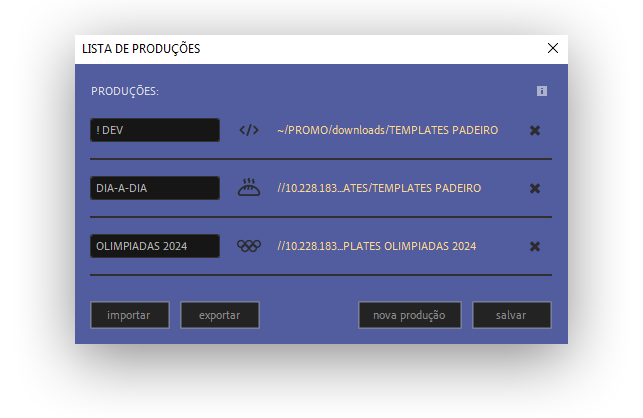 LISTA DE PRODUÇÕES
PRODUÇÕES:
! DEV
~/PROMO/downloads/TEMPLATES PADEIRO
DIA-A-DIA
//10.228.183...ATES/TEMPLATES PADEIRO
OLIMPIADAS 2024
//10.228.183...PLATES OLIMPIADAS 2024
importar exportar nova produção salvar